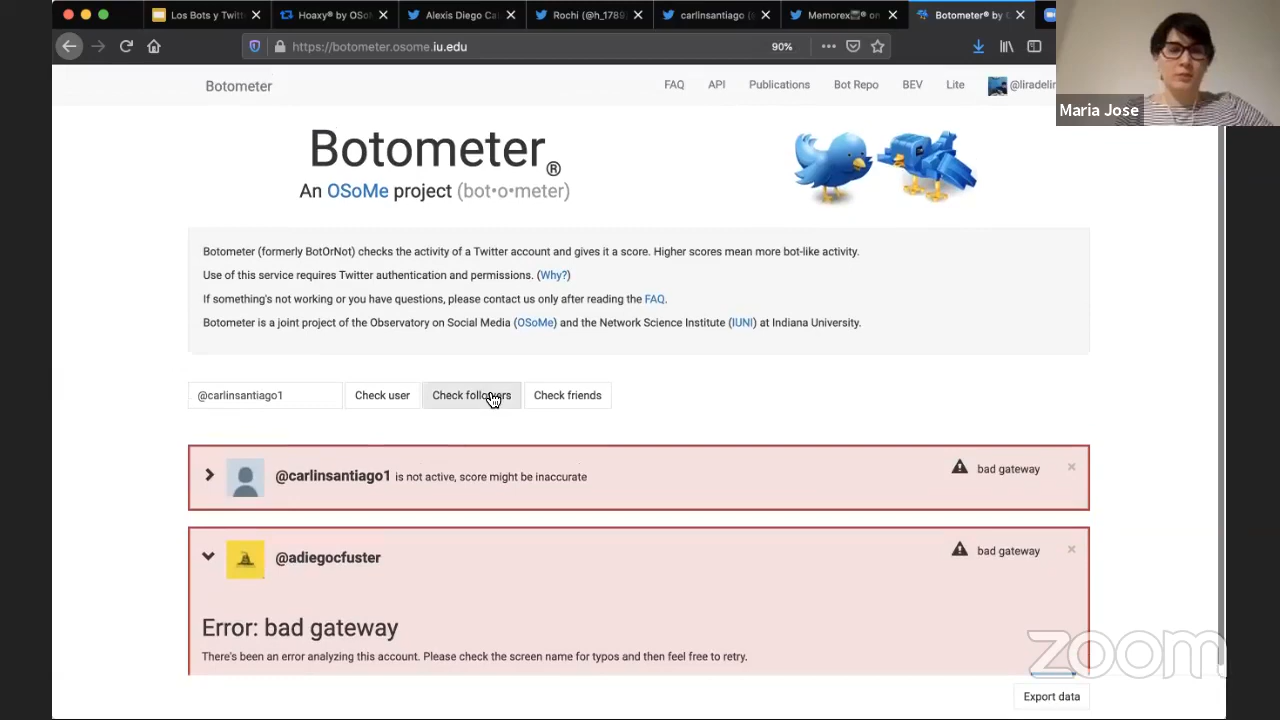 Los Bots y Twitt
Hoaxy® by OSo
Alexis Diego Ca
Rochi (@h_1789
carlinsantiago (
Memorex on
Botometer® by
https://botometer.osome.iu.edu
90%
Botometer
FAQ
API
Publications
Bot Repo
BEV
Lite
@liradelin
Maria Jose
Botometer®
An OSoMe project (bot•o•meter)
Botometer (formerly BotOrNot) checks the activity of a Twitter account and gives it a score. Higher scores mean more bot-like activity.
Use of this service requires Twitter authentication and permissions. (Why?)
If something's not working or you have questions, please contact us only after reading the FAQ.
Botometer is a joint project of the Observatory on Social Media (OSoMe) and the Network Science Institute (IUNI) at Indiana University.
@carlinsantiago1
Check user
Check followers
Check friends
@carlinsantiago1 is not active, score might be inaccurate
bad gateway
@adiegocfuster
bad gateway
Error: bad gateway
There's been an error analyzing this account. Please check the screen name for typos and then feel free to retry.
zoom
Export data